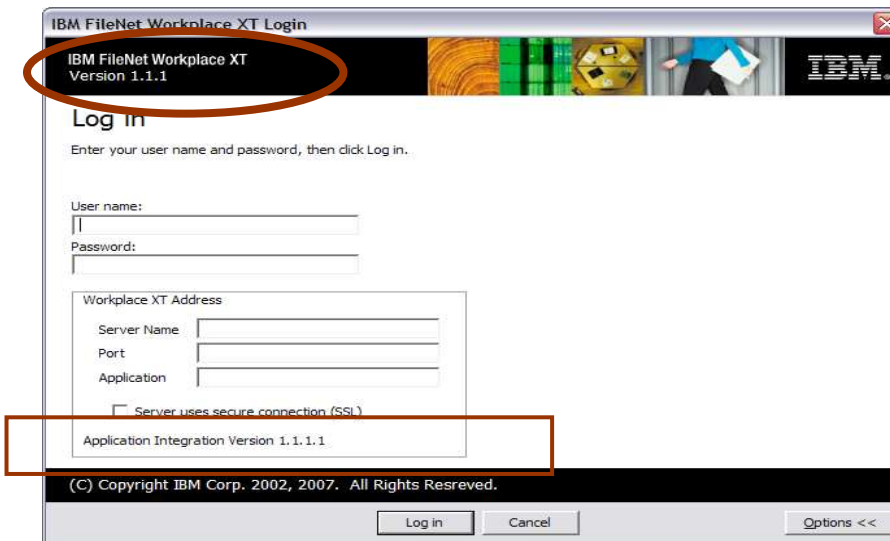 IBM FileNet Workplace XT Login
IBM FileNet Workplace XT
Version 1.1.1
IBM.
Log In
Enter your user name and password, then click Log in.
User name:
Password:
Workplace XT Address
Server Name
Port
Application
Server uses secure connection (SSL)
Application Integration Version 1.1.1.1
(C) Copyright IBM Corp. 2002, 2007.  All Rights Resreved.
Log in
Cancel
Options <<